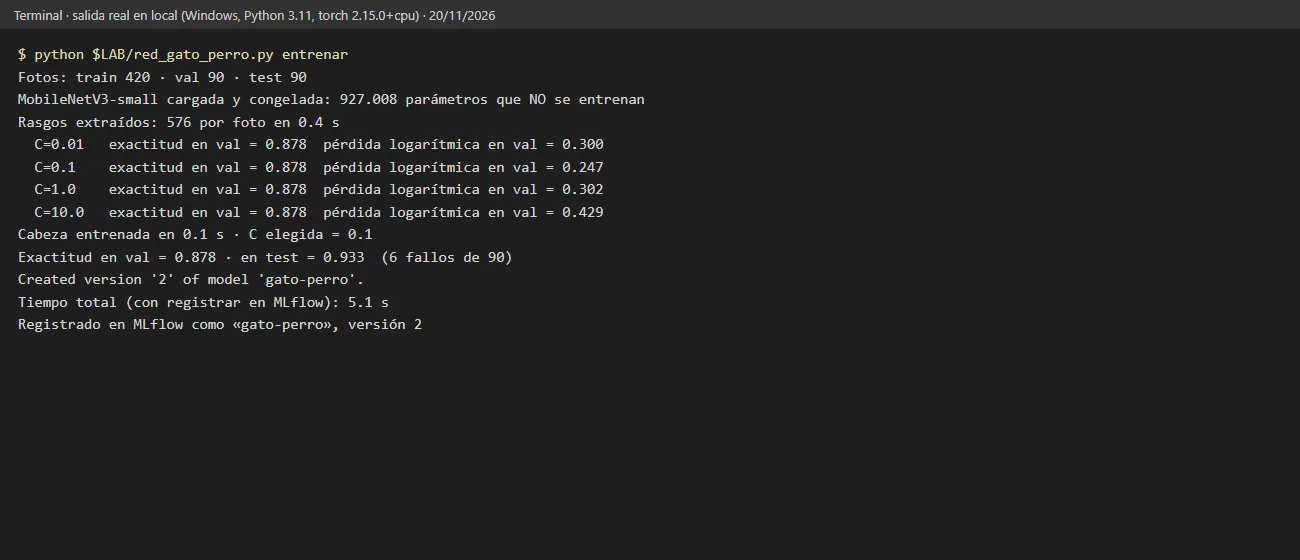 Terminal · salida real en local (Windows, Python 3.11, torch 2.15.0+cpu) · 20/11/2026
$ python $LAB/red_gato_perro.py entrenar
Fotos: train 420 · val 90 · test 90
MobileNetV3-small cargada y congelada: 927.008 parámetros que NO se entrenan
Rasgos extraídos: 576 por foto en 0.4 s
  C=0.01   exactitud en val = 0.878  pérdida logarítmica en val = 0.300
  C=0.1    exactitud en val = 0.878  pérdida logarítmica en val = 0.247
  C=1.0    exactitud en val = 0.878  pérdida logarítmica en val = 0.302
  C=10.0   exactitud en val = 0.878  pérdida logarítmica en val = 0.429
Cabeza entrenada en 0.1 s · C elegida = 0.1
Exactitud en val = 0.878 · en test = 0.933  (6 fallos de 90)
Created version '2' of model 'gato-perro'.
Tiempo total (con registrar en MLflow): 5.1 s
Registrado en MLflow como «gato-perro», versión 2